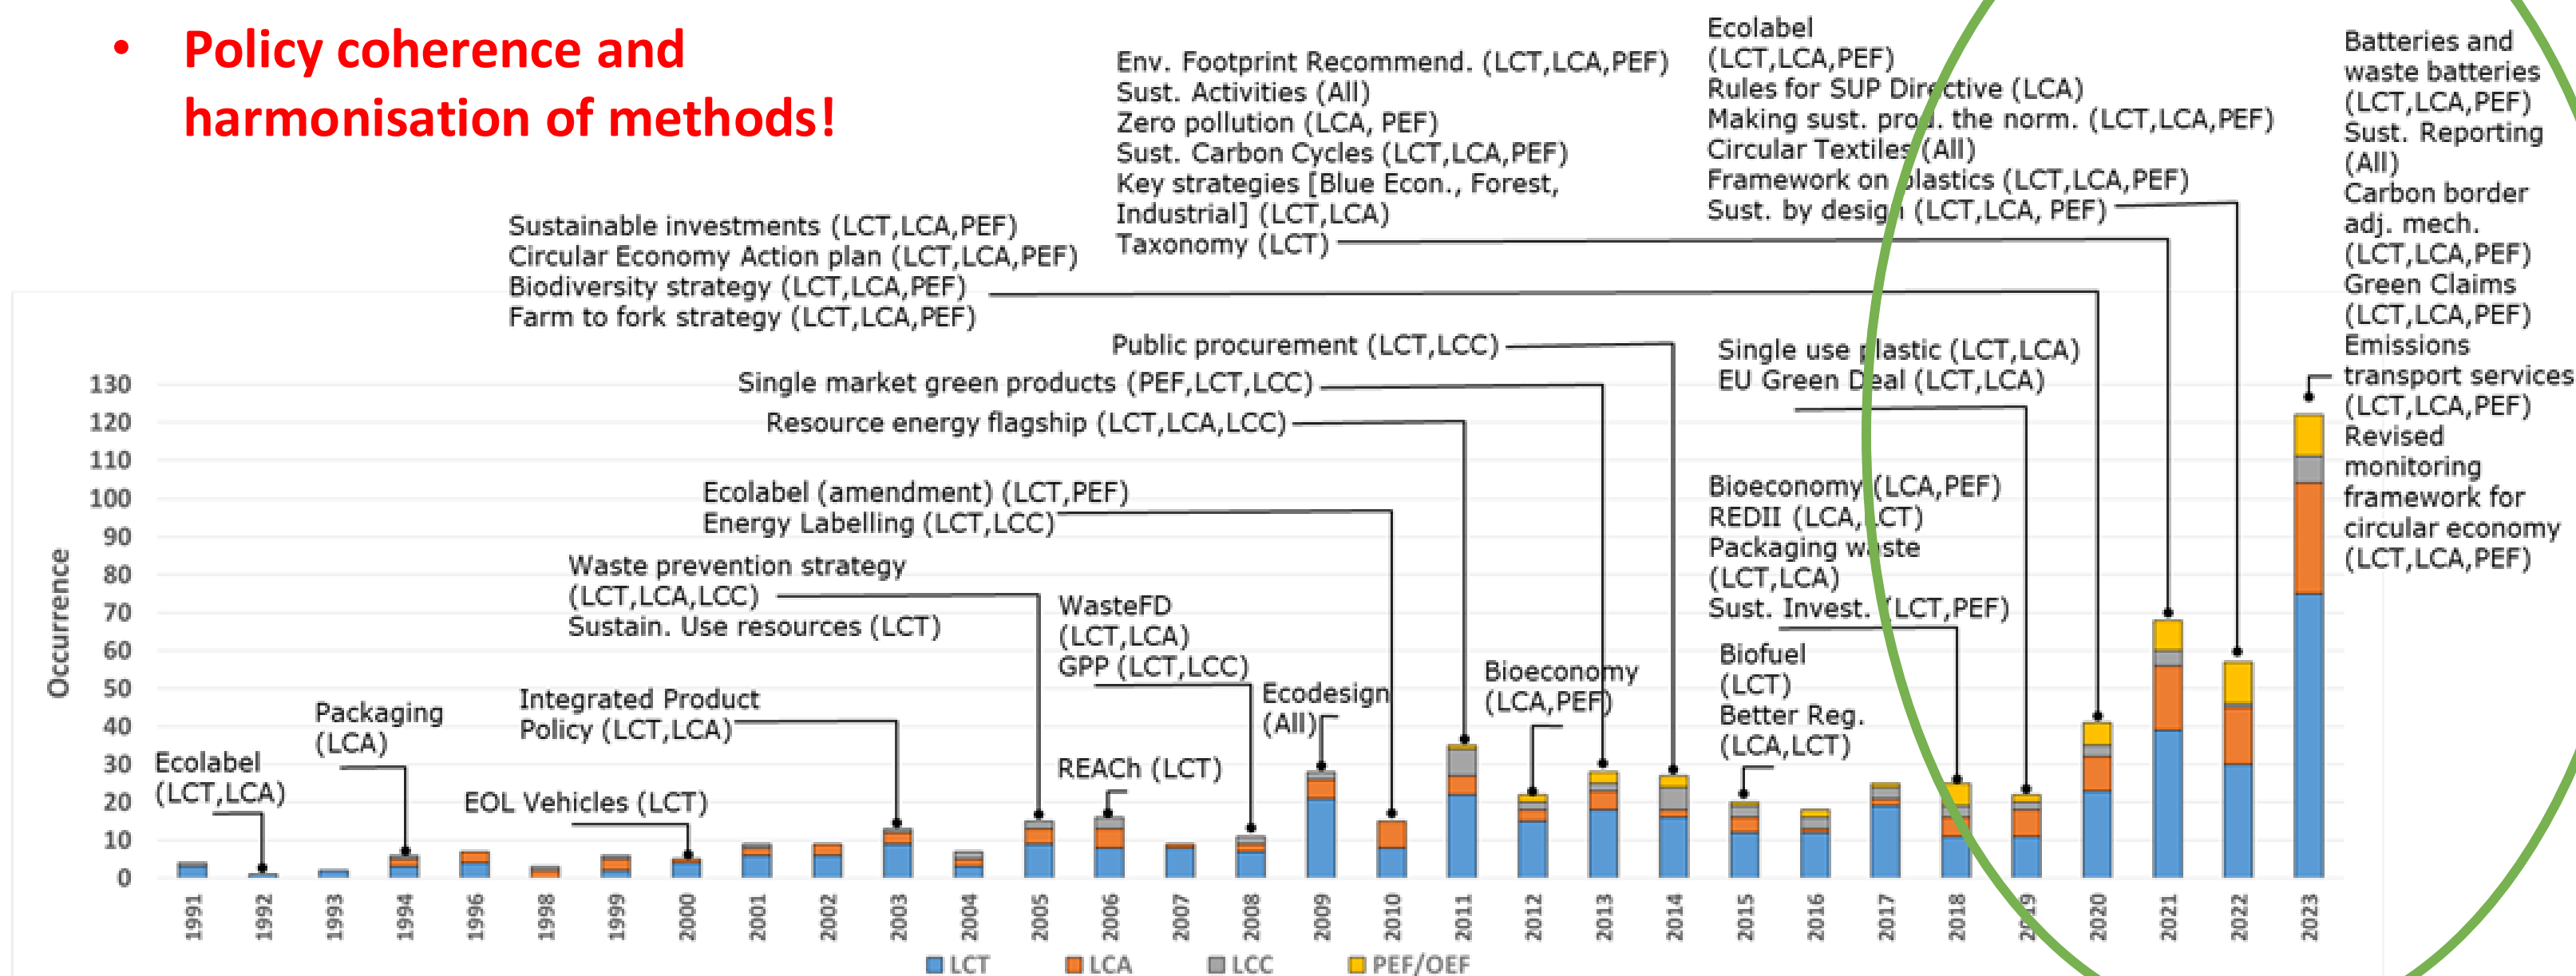 • Policy coherence and
harmonisation of methods!
Env. Footprint Recommend. (LCT,LCA,PEF)
Sust. Activities (All)
Zero pollution (LCA, PEF)
Sust. Carbon Cycles (LCT,LCA,PEF)
Key strategies [Blue Econ., Forest,
Industrial] (LCT,LCA)
Taxonomy (LCT)
Ecolabel
(LCT,LCA,PEF)
Rules for SUP Directive (LCA)
Making sust. prod. the norm. (LCT,LCA,PEF)
Circular Textiles (All)
Framework on plastics (LCT,LCA,PEF)
Sust. by design (LCT,LCA, PEF)
Batteries and
waste batteries
(LCT,LCA,PEF)
Sust. Reporting
(All)
Carbon border
adj. mech.
(LCT,LCA,PEF)
Green Claims
(LCT,LCA,PEF)
Emissions
transport services
(LCT,LCA,PEF)
Revised
monitoring
framework for
circular economy
(LCT,LCA,PEF)
Sustainable investments (LCT,LCA,PEF)
Circular Economy Action plan (LCT,LCA,PEF)
Biodiversity strategy (LCT,LCA,PEF)
Farm to fork strategy (LCT,LCA,PEF)
Public procurement (LCT,LCC)
Single market green products (PEF,LCT,LCC)
Resource energy flagship (LCT,LCA,LCC)
Single use plastic (LCT,LCA)
EU Green Deal (LCT,LCA)
Ecolabel (amendment) (LCT,PEF)
Energy Labelling (LCT,LCC)
Bioeconomy (LCA,PEF)
REDII (LCA,LCT)
Packaging waste
(LCT,LCA)
Sust. Invest. (LCT,PEF)
Waste prevention strategy
(LCT,LCA,LCC)
Sustain. Use resources (LCT)
WasteFD
(LCT,LCA)
GPP (LCT,LCC)
Biofuel
(LCT)
Better Reg.
(LCA,LCT)
Bioeconomy
(LCA,PEF)
Ecodesign
(All)
Integrated Product
Policy (LCT,LCA)
Packaging
(LCA)
Ecolabel
(LCT,LCA)
REACh (LCT)
EOL Vehicles (LCT)
Occurrence
130
120
110
100
90
80
70
60
50
40
30
20
10
0
1991
1992
1993
1994
1996
1998
1999
2000
2001
2002
2003
2004
2005
2006
2007
2008
2009
2010
2011
2012
2013
2014
2015
2016
2017
2018
2019
2020
2021
2022
2023
LCT
LCA
LCC
PEF/OEF